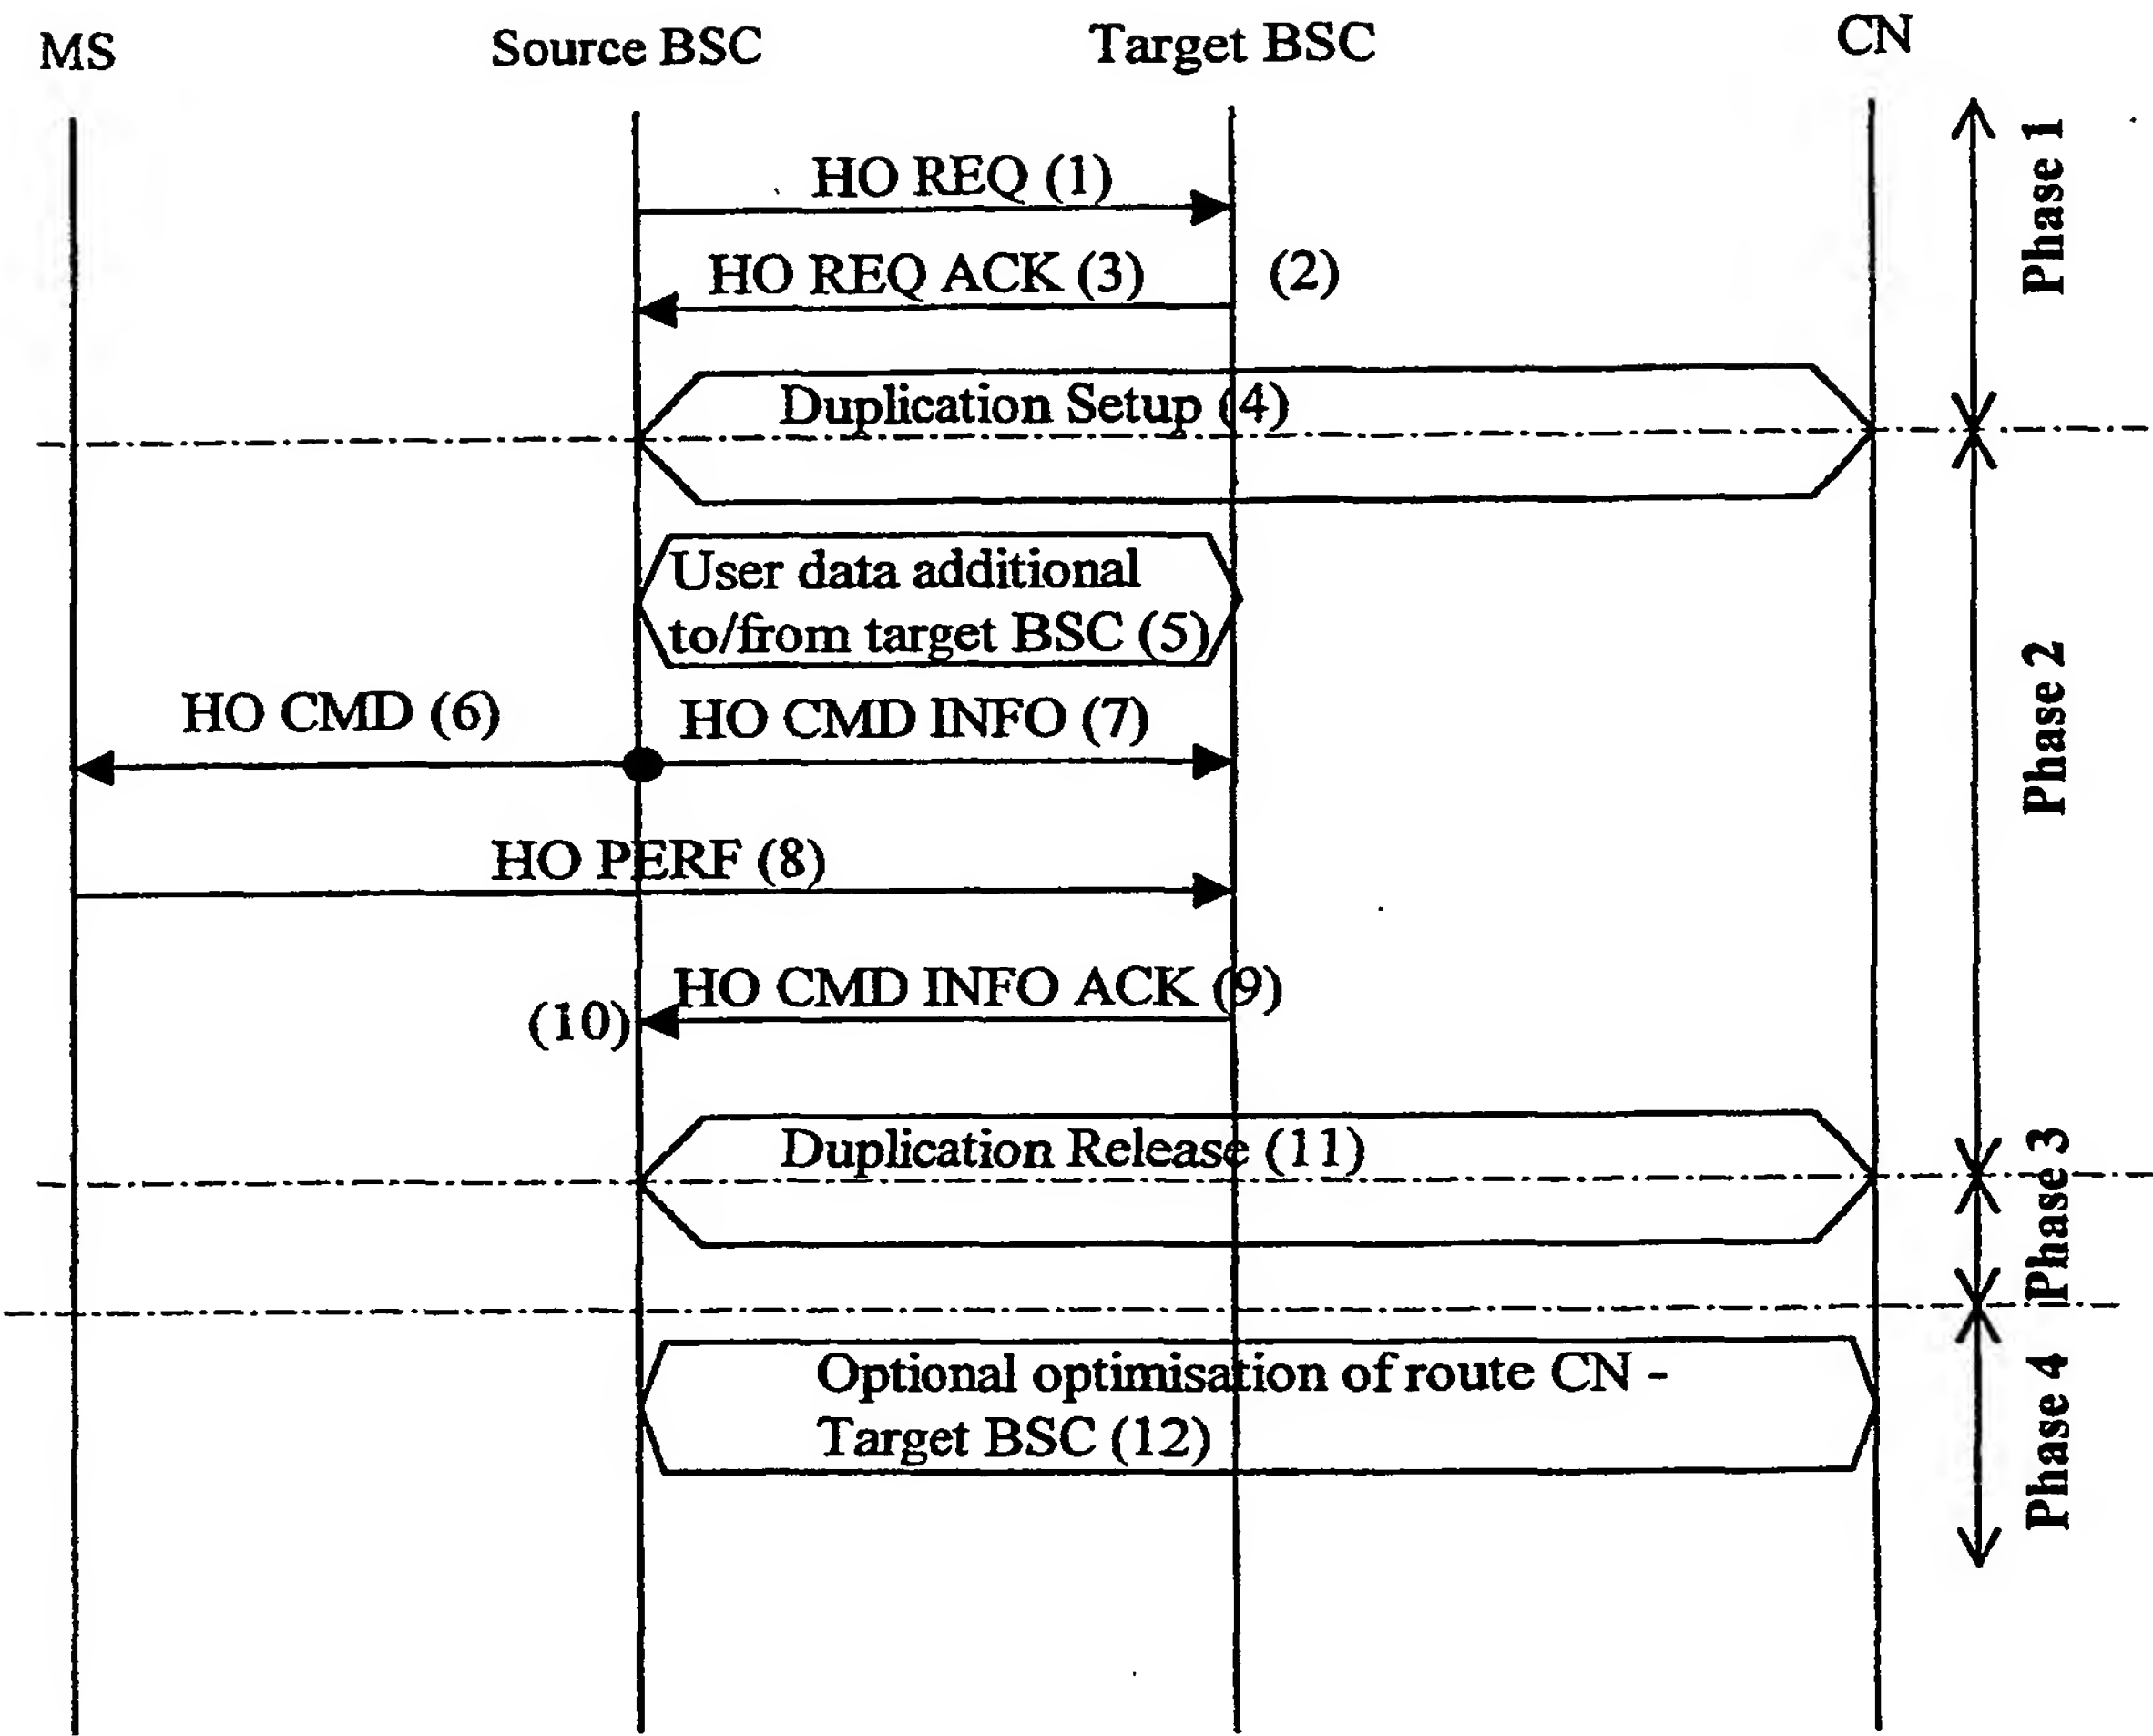 MS
Source BSC
Target BSC
CN
HO REQ (1)
HO REQ ACK (3)
(2)
Phase 1
Duplication Setup (4)
User data additional
to/from target BSC (5)
HO CMD (6)
HO CMD INFO (7)
Phase 2
HO PERF (8)
HO CMD INFO ACK (9)
(10)
Duplication Release (11)
Phase 3
Optional optimisation of route CN -
Target BSC (12)
Phase 4